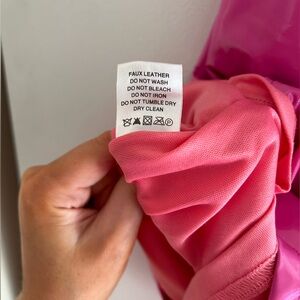 FAUX LEATHER
DO NOT WASH
DO NOT BLEACH
DO NOT IRON
DO NOT TUMBLE DRY
DRY CLEAN